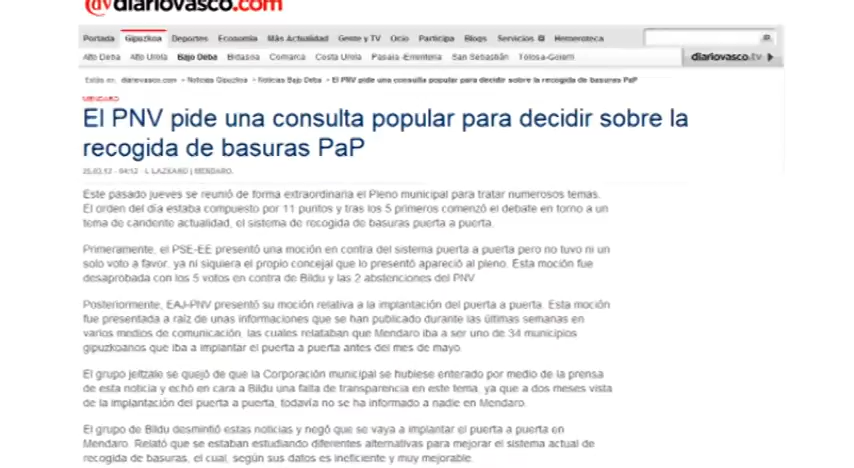 dv diariovasco.com
Portada Gipuzkoa Deportes Economía Más Actualidad Gente y TV Ocio Participa Blogs Servicios Hemeroteca
Alto Deba Alto Urola Bajo Deba Bidasoa Comarca Costa Urola Pasaia-Errenteria San Sebastián Tolosa-Goierri diariovasco.tv
Estás en: diariovasco.com > Noticias Gipuzkoa > Noticias Bajo Deba > El PNV pide una consulta popular para decidir sobre la recogida de basuras PaP
El PNV pide una consulta popular para decidir sobre la
recogida de basuras PaP
LAZKANO | MENDARO.
Este pasado jueves se reunió de forma extraordinaria el Pleno municipal para tratar numerosos temas.
El orden del día estaba compuesto por 11 puntos y tras los 5 primeros comenzó el debate en torno a un
tema de candente actualidad, el sistema de recogida de basuras puerta a puerta.
Primeramente, el PSE-EE presentó una moción en contra del sistema puerta a puerta pero no tuvo ni un
solo voto a favor, ya ni siquiera el propio concejal que lo presentó apareció al pleno. Esta moción fue
desaprobada con los 5 votos en contra de Bildu y las 2 abstenciones del PNV
Posteriormente, EAJ-PNV presentó su moción relativa a la implantación del puerta a puerta. Esta moción
fue presentada a raíz de unas informaciones que se han publicado durante las últimas semanas en
varios medios de comunicación, las cuales relataban que Mendaro iba a ser uno de 34 municipios
gipuzkoanos que iba a implantar el puerta a puerta antes del mes de mayo.
El grupo jeltzale se quejó de que la Corporación municipal se hubiese enterado por medio de la prensa
de esta noticia y echó en cara a Bildu una falta de transparencia en este tema, ya que a dos meses vista
de la implantación del puerta a puerta, todavía no se ha informado a nadie en Mendaro.
El grupo de Bildu desmintió estas noticias y negó que se vaya a implantar el puerta a puerta en
Mendaro. Relató que se estaban estudiando diferentes alternativas para mejorar el sistema actual de
recogida de basuras, el cual, según sus datos es ineficiente y muy mejorable.